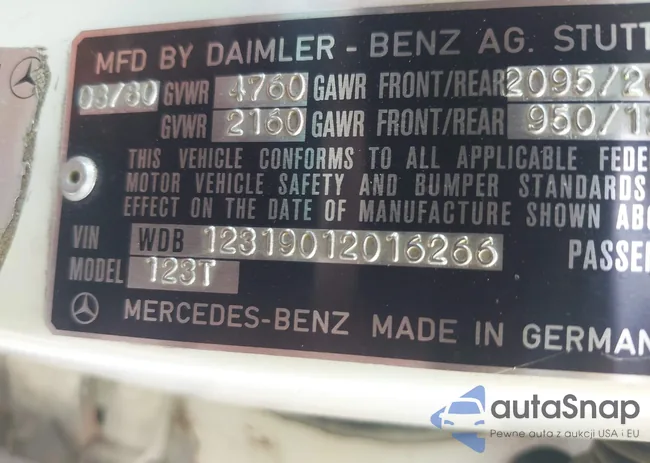 MFD BY DAIMLER - BENZ AG. STUTT
03/80 GVWR 4760 GAWR FRONT/REAR 2095/26
GVWR 2160 GAWR FRONT/REAR 950/12
THIS VEHICLE CONFORMS TO ALL APPLICABLE FEDE
MOTOR VEHICLE SAFETY AND BUMPER STANDARDS
EFFECT ON THE DATE OF MANUFACTURE SHOWN ABO
VIN WDB 12319012016266 PASSE
MODEL 123T
MERCEDES-BENZ MADE IN GERMAN
autaSnap
Pewne auta z aukcji USA i EU